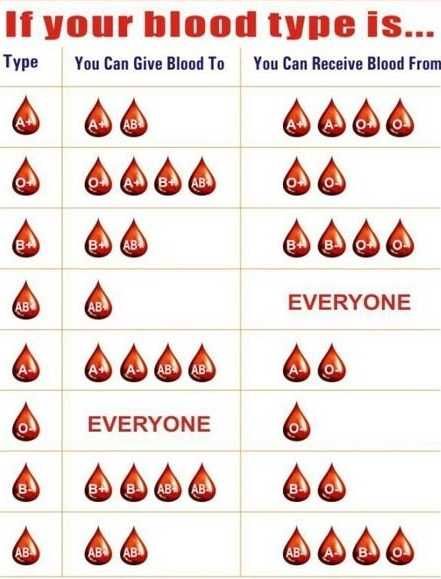 If your blood type is...
Type You Can Give Blood To You Can Receive Blood From
A+ A+ AB+ A+ A- O+ O-
O+ O+ A+ B+ AB+ O+ O-
B+ B+ AB+ B+ B- O+ O-
AB+ AB+ EVERYONE
A- A+ A- AB+ AB- A- O-
O- EVERYONE O-
B- B+ B- AB+ AB- B- O-
AB- AB+ AB- AB- A- B- O-